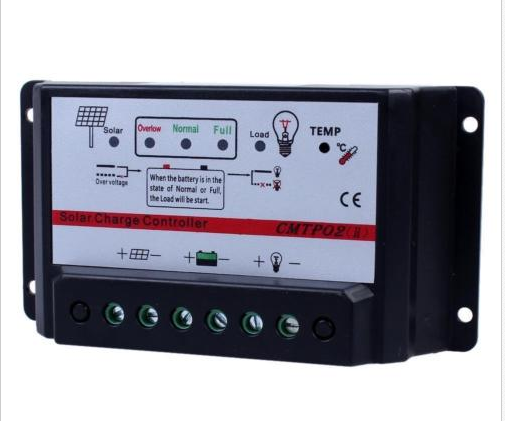 Solar Overlow Normal Full Load TEMP
°C
Over voltage
When the battery is in the
state of Normal or Full,
the Load will be start.
CE
Solar Charge Controller CMTP02(Ⅱ)
+ − + − + −